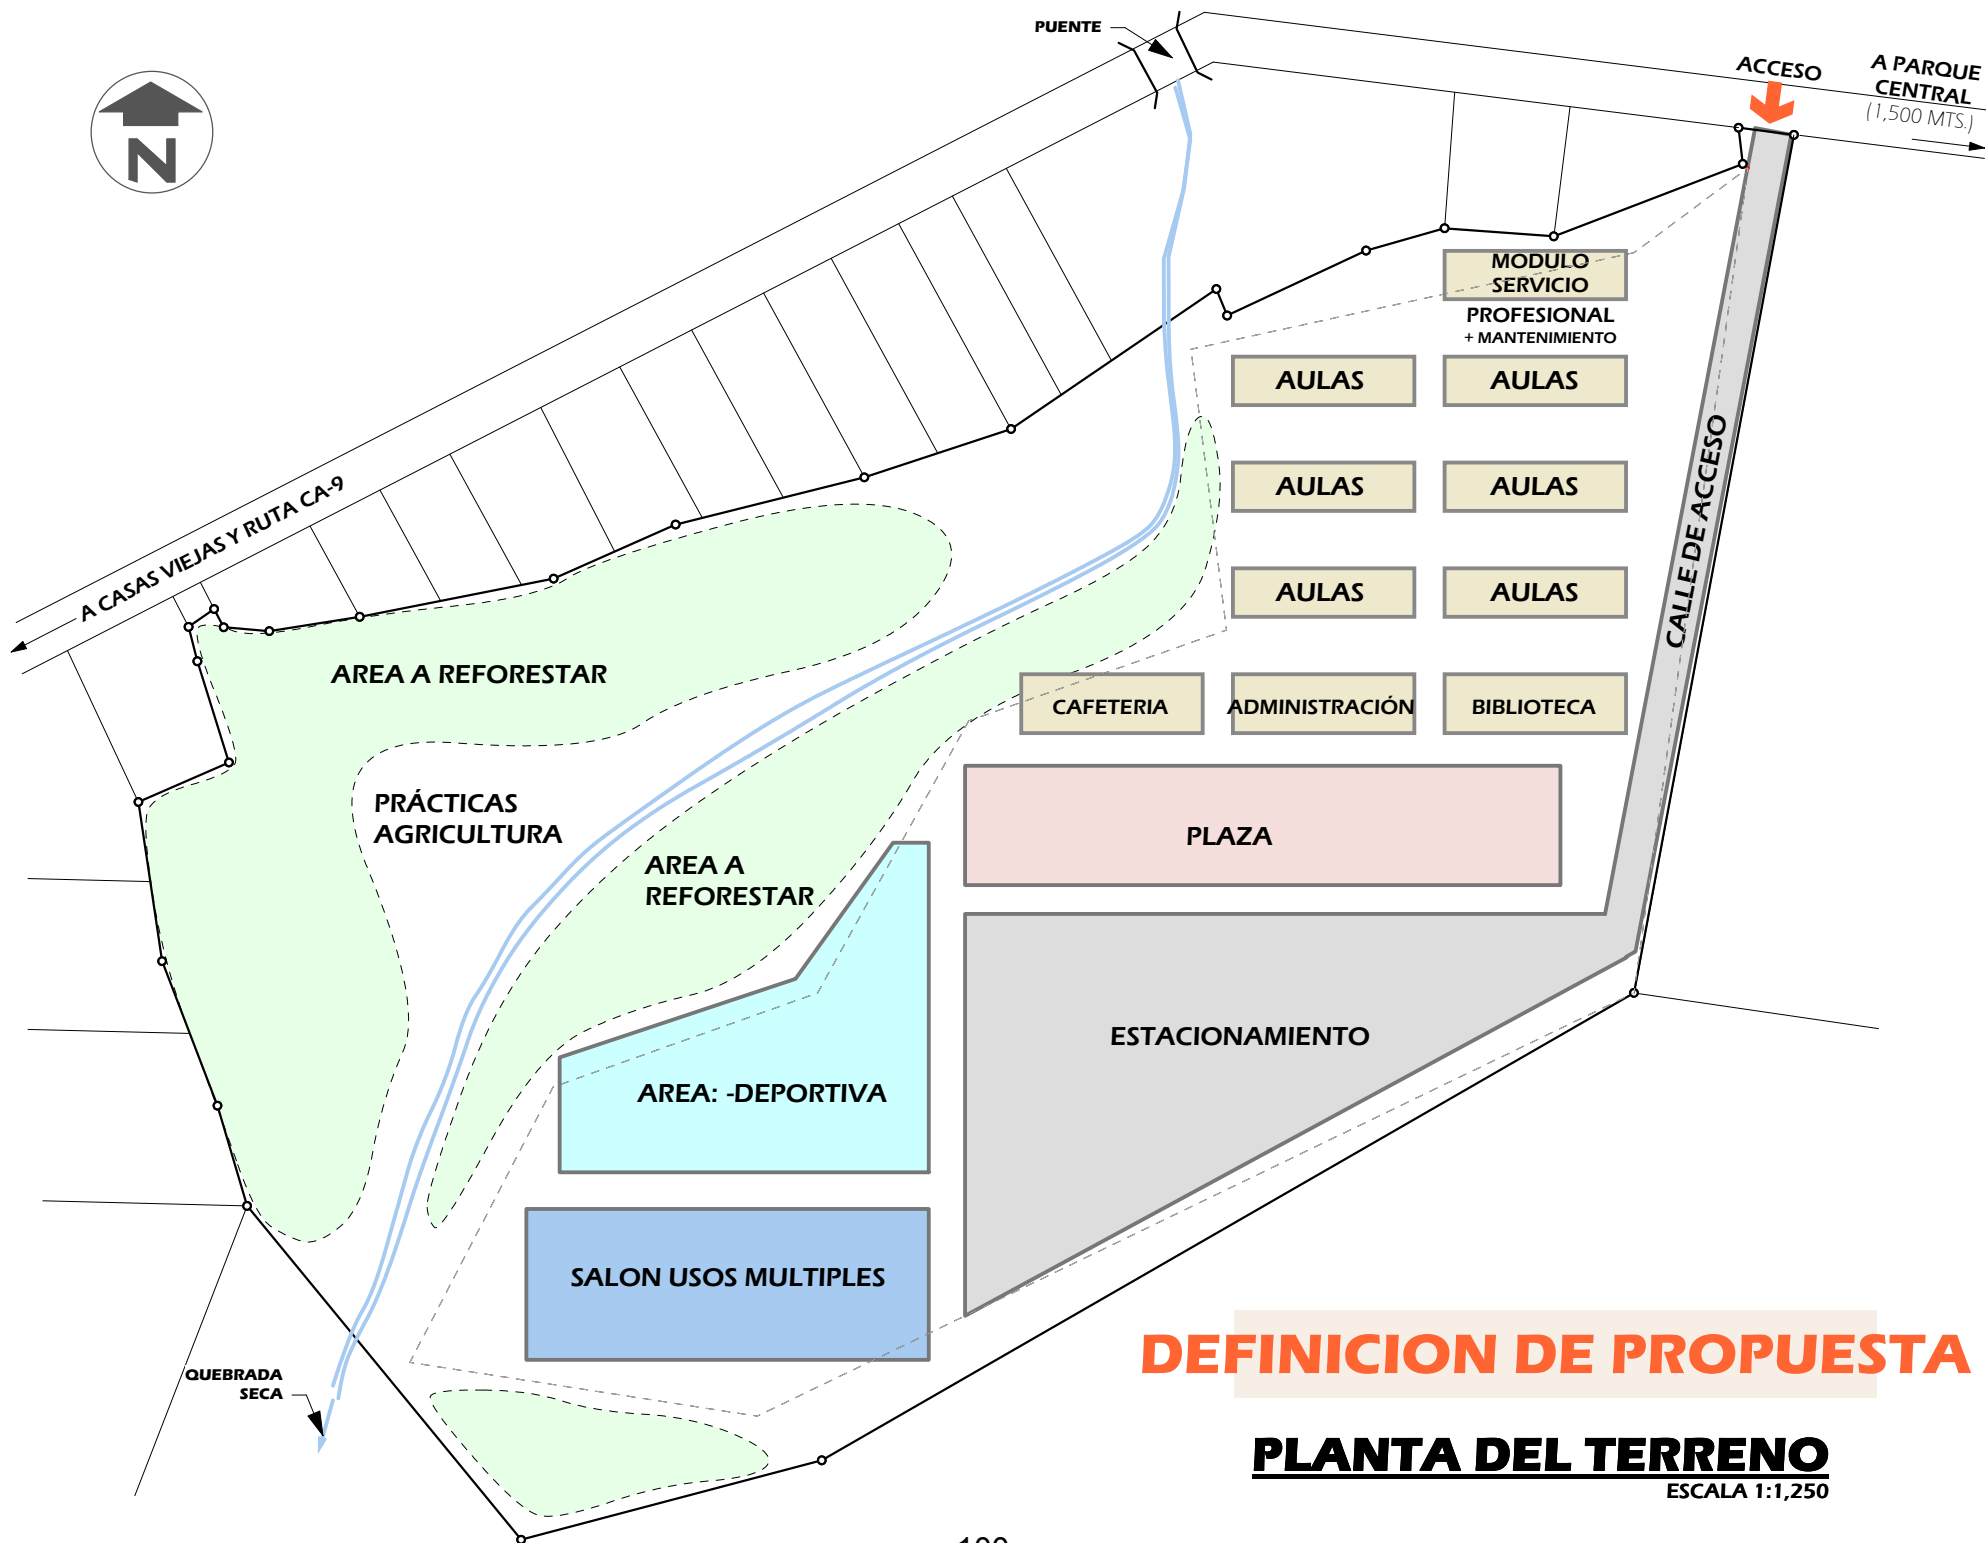 PUENTE
ACCESO
A PARQUE
CENTRAL
(1,500 MTS.)
N
MODULO
SERVICIO
PROFESIONAL
+ MANTENIMIENTO
AULAS
AULAS
AULAS
AULAS
AULAS
AULAS
CALLE DE ACCESO
A CASAS VIEJAS Y RUTA CA-9
AREA A REFORESTAR
CAFETERIA
ADMINISTRACIÓN
BIBLIOTECA
PRÁCTICAS
AGRICULTURA
PLAZA
AREA A
REFORESTAR
ESTACIONAMIENTO
AREA: -DEPORTIVA
SALON USOS MULTIPLES
QUEBRADA
SECA
DEFINICION DE PROPUESTA
PLANTA DEL TERRENO
ESCALA 1:1,250